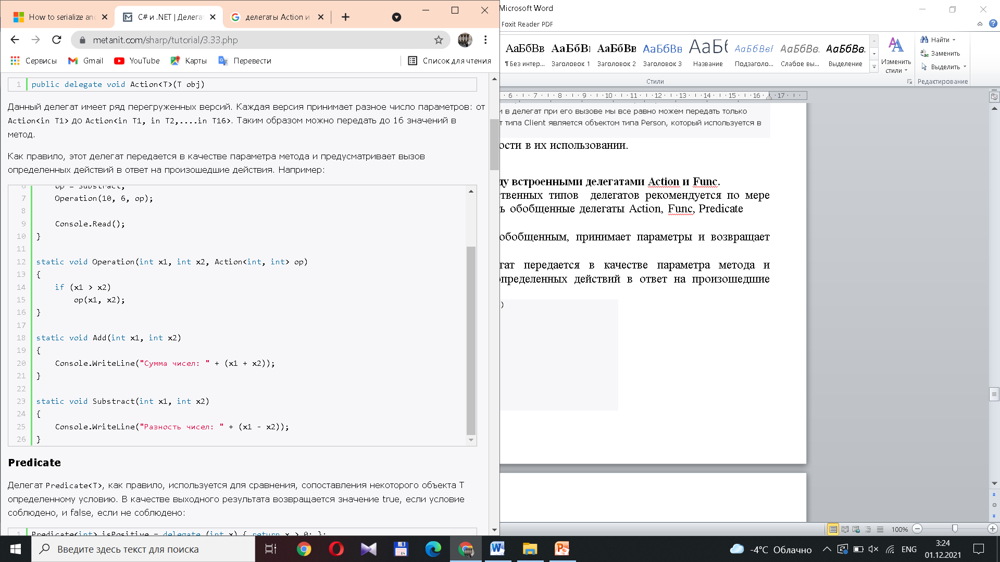 How to serialize and
C# и .NET | Делега
делегаты Action и
metanit.com/sharp/tutorial/3.33.php
Сервисы
Gmail
YouTube
Карты
Перевести
Список для чтения
1 public delegate void Action<T>(T obj)
Данный делегат имеет ряд перегруженных версий. Каждая версия принимает разное число параметров: от
Action<in T1> до Action<in T1, in T2,....in T16>. Таким образом можно передать до 16 значений в
метод.
Как правило, этот делегат передается в качестве параметра метода и предусматривает вызов
определенных действий в ответ на произошедшие действия. Например:
6 op = Substract;
7 Operation(10, 6, op);
8
9 Console.Read();
10 }
11
12 static void Operation(int x1, int x2, Action<int, int> op)
13 {
14 if (x1 > x2)
15 op(x1, x2);
16 }
17
18 static void Add(int x1, int x2)
19 {
20 Console.WriteLine("Сумма чисел: " + (x1 + x2));
21 }
22
23 static void Substract(int x1, int x2)
24 {
25 Console.WriteLine("Разность чисел: " + (x1 - x2));
26 }
Predicate
Делегат Predicate<T>, как правило, используется для сравнения, сопоставления некоторого объекта T
определенному условию. В качестве выходного результата возвращается значение true, если условие
соблюдено, и false, если не соблюдено:
1 Predicate<int> isPositive = delegate (int x) { return x > 0; };
Microsoft Word
Foxit Reader PDF
АаБбВв АаБбВı АаБбВв АаБбВв АаБб АаБбВвІ АаБбВв. АаБбВв.
¶ Без интер... Заголовок 1 Заголовок 2 Заголовок 3 Название Подзаголо... Слабое вы... Выделение
Изменить
стили
Найти
Заменить
Выделить
Стили
Редактирование
6 7 8 9 10 11 12 13 14 15 16 17
и в делегат при его вызове мы все равно можем передать только
т типа Client является объектом типа Person, который используется в
ости в их использовании.
ду встроенными делегатами Action и Func.
ственных типов делегатов рекомендуется по мере
ь обобщенные делегаты Action, Func, Predicate
обобщенным, принимает параметры и возвращает
гат передается в качестве параметра метода и
определенных действий в ответ на произошедшие
)
100%
Введите здесь текст для поиска
-4°C Облачно
ENG
3:24
01.12.2021